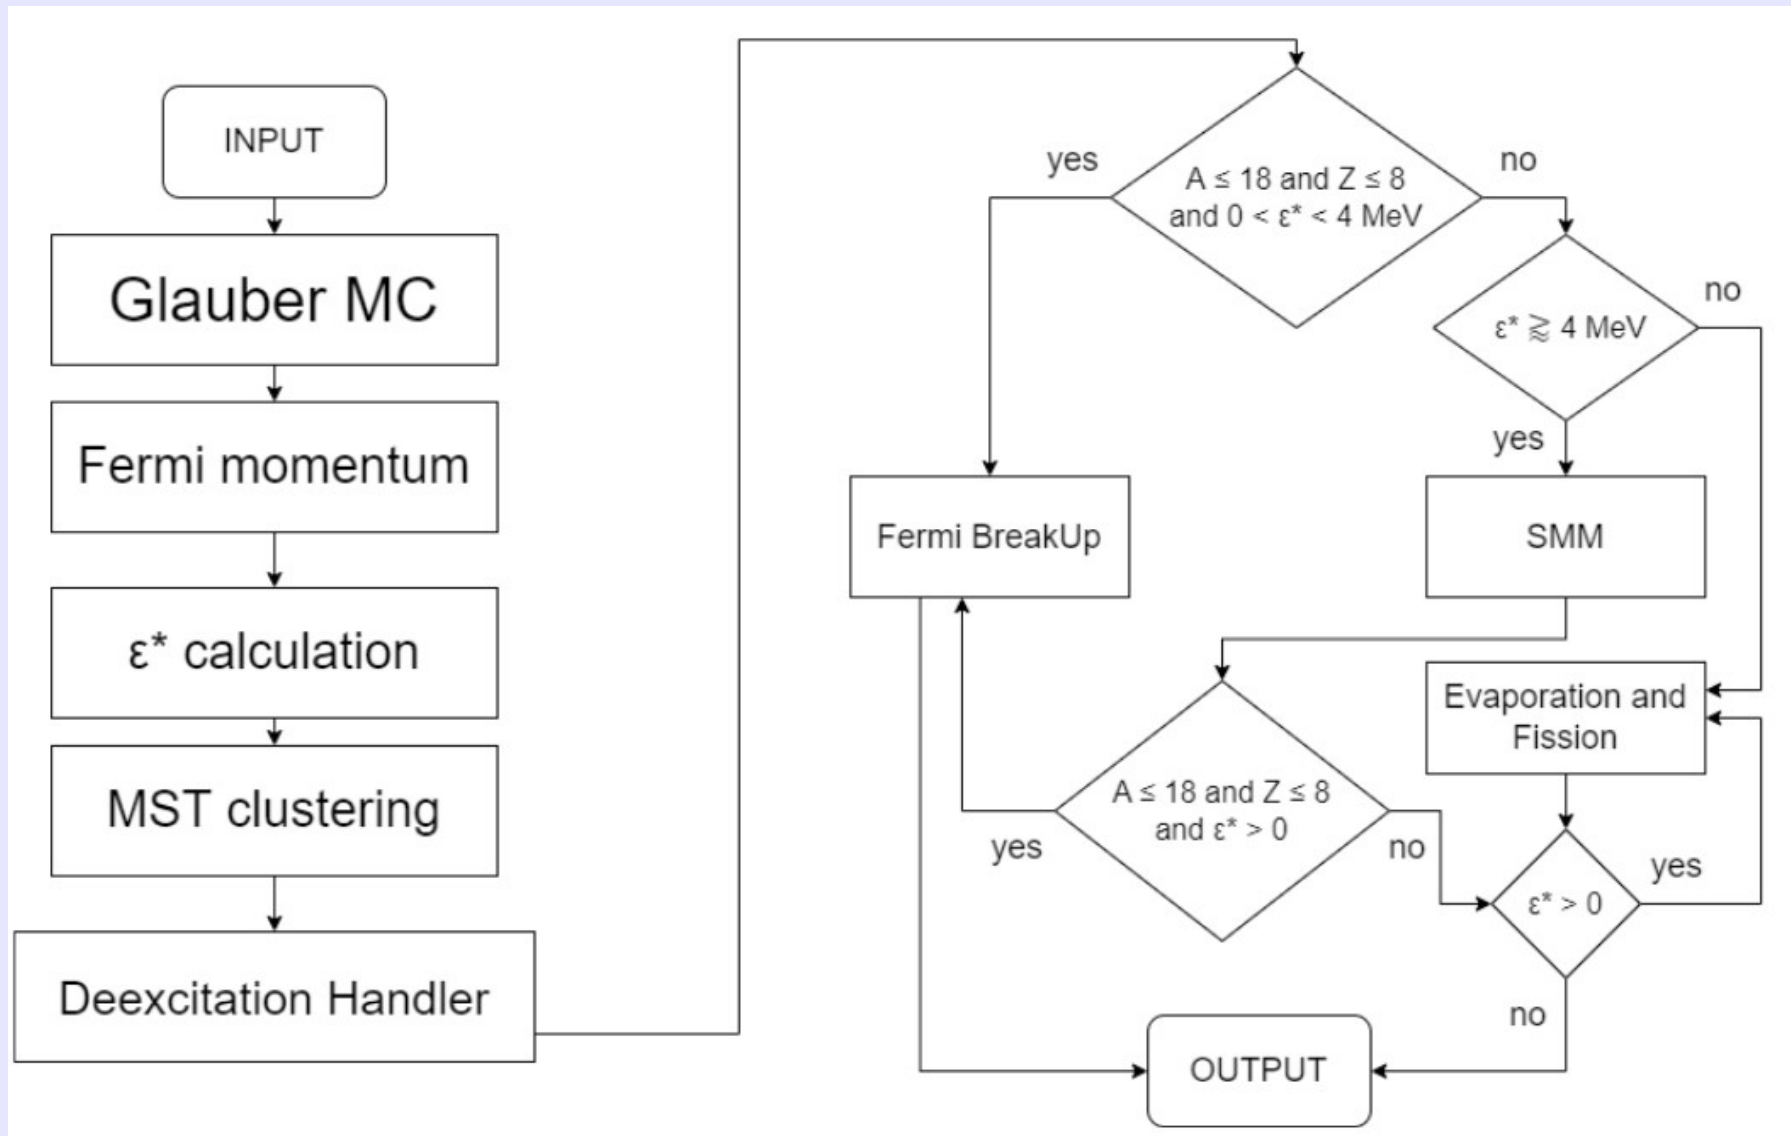 INPUT
Glauber MC
Fermi momentum
ε* calculation
MST clustering
Deexcitation Handler
yes
A ≤ 18 and Z ≤ 8
and 0 < ε* < 4 MeV
no
ε* ⪆ 4 MeV
no
yes
Fermi BreakUp
SMM
Evaporation and
Fission
A ≤ 18 and Z ≤ 8
and ε* > 0
yes
no
ε* > 0
yes
no
OUTPUT